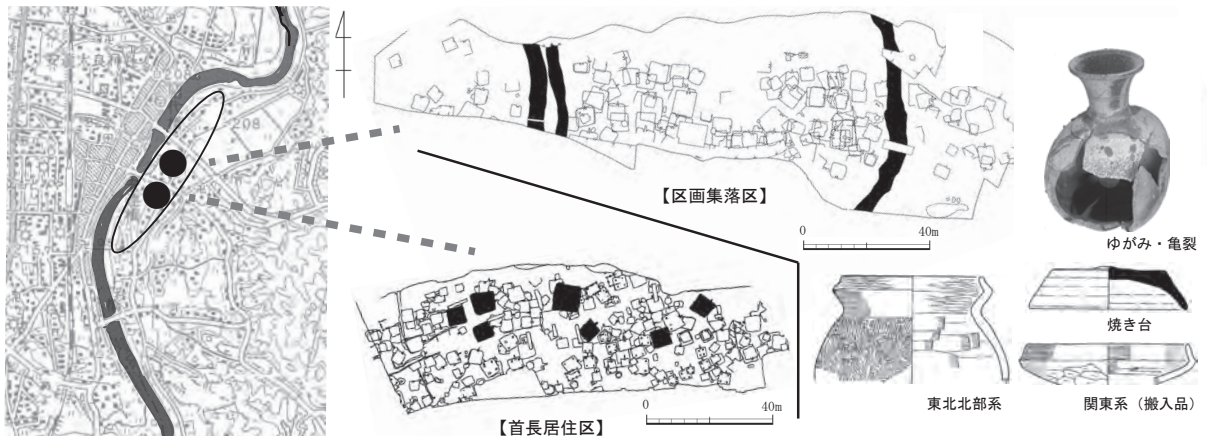 208
【区画集落区】
0
40m
【首長居住区】
0
40m
ゆがみ・亀裂
焼き台
東北北部系
関東系（搬入品）